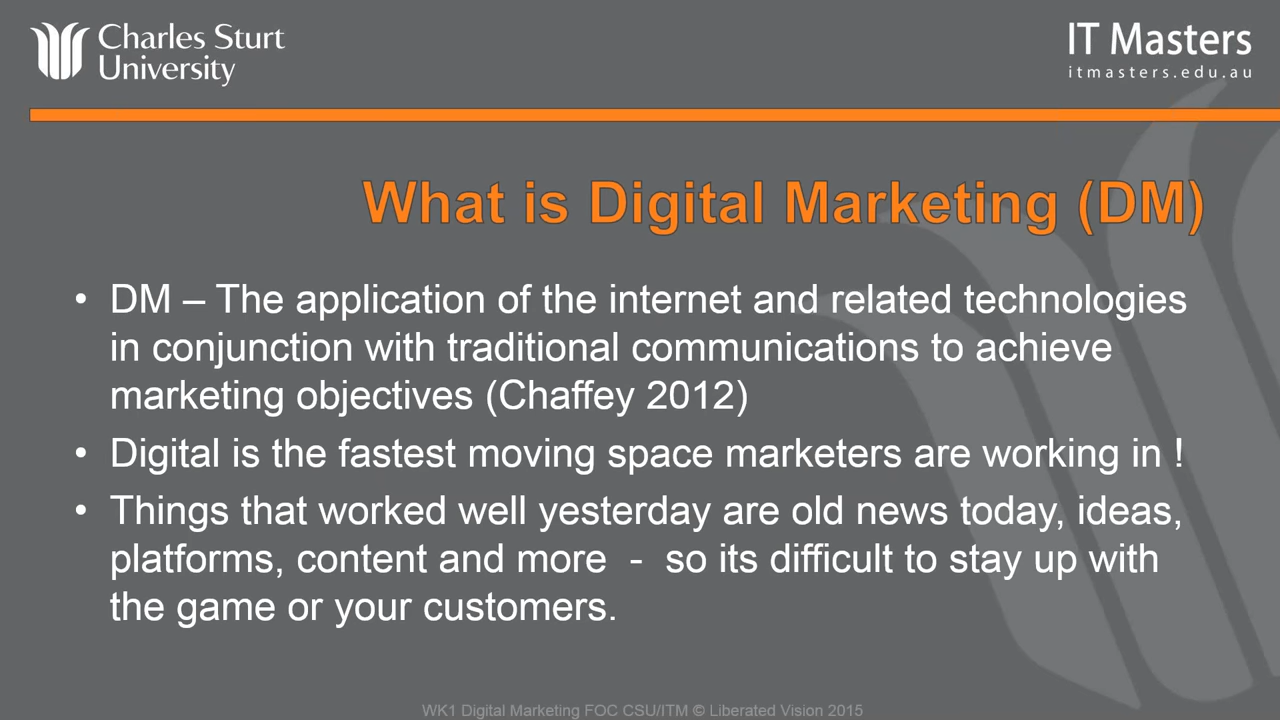 Charles Sturt
University
IT Masters
itmasters.edu.au
What is Digital Marketing (DM)
• DM – The application of the internet and related technologies
in conjunction with traditional communications to achieve
marketing objectives (Chaffey 2012)
• Digital is the fastest moving space marketers are working in !
• Things that worked well yesterday are old news today, ideas,
platforms, content and more  -  so its difficult to stay up with
the game or your customers.
WK1 Digital Marketing FOC CSU/ITM © Liberated Vision 2015